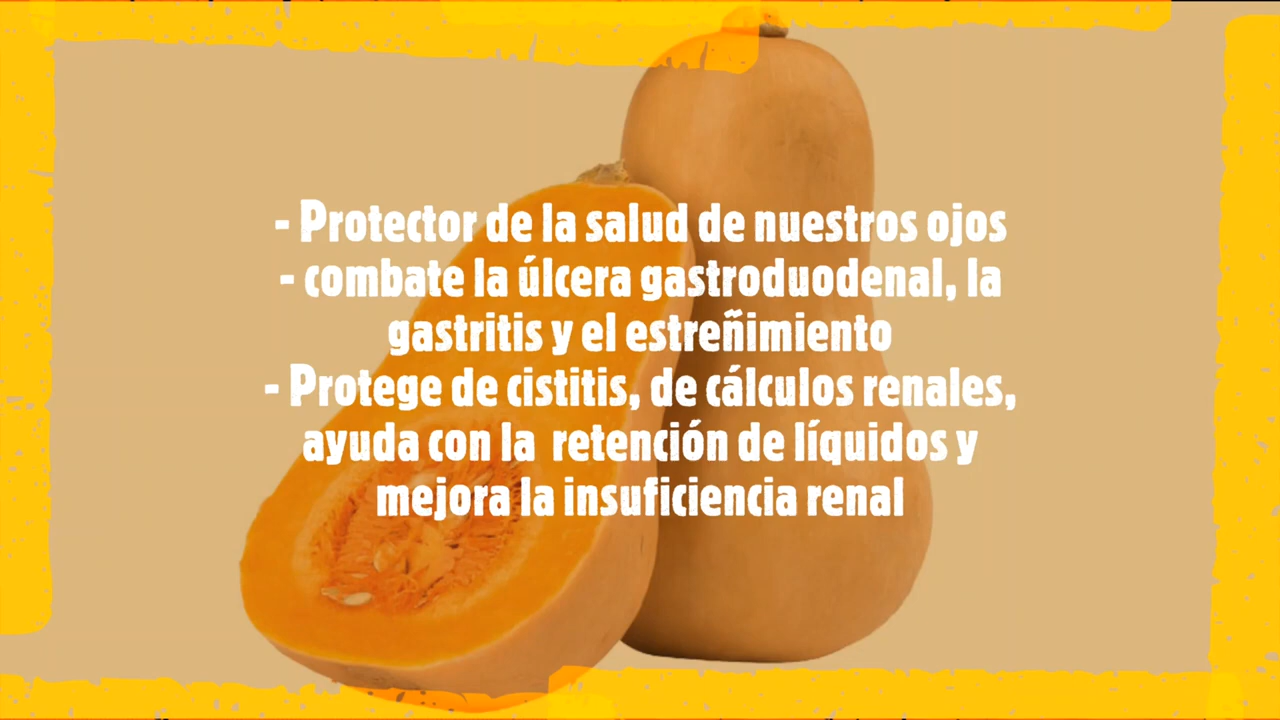 - Protector de la salud de nuestros ojos
- combate la úlcera gastroduodenal, la
gastritis y el estreñimiento
- Protege de cistitis, de cálculos renales,
ayuda con la retención de líquidos y
mejora la insuficiencia renal